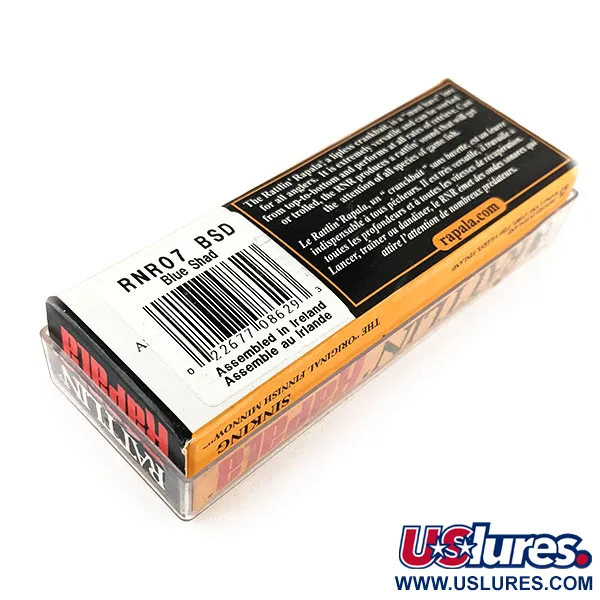 The Rattlin' Rapala, a lipless crankbait, is a "must have" lure
for all anglers. It is extremely versatile and can be worked
from top-to-bottom and performs at all rates of retrieve. Cast
or trolled, the RNR produces a rattlin' sound that will get
the attention of all species of game fish.
Le Rattlin' Rapala, un "crankbait" sans bavette, est un leurre
indispensable à tous pêcheurs. Il est très versatile, il travaille à
toutes les profondeurs et à toutes les vitesses de récupération.
Lancer, traîner ou dandiner, le RNR émet des ondes sonores qui
attire l'attention de nombreux prédateurs.
rapala.com
RNR07 BSD
Blue Shad
A
0 22677 08629 3
Assembled in Ireland
Assemblé au Irlande
SINKING
THE "ORIGINAL FINNISH MINNOW"
Rapala
RATTLIN'
Rapala
RATTLIN'
USlures.
WWW.USLURES.COM